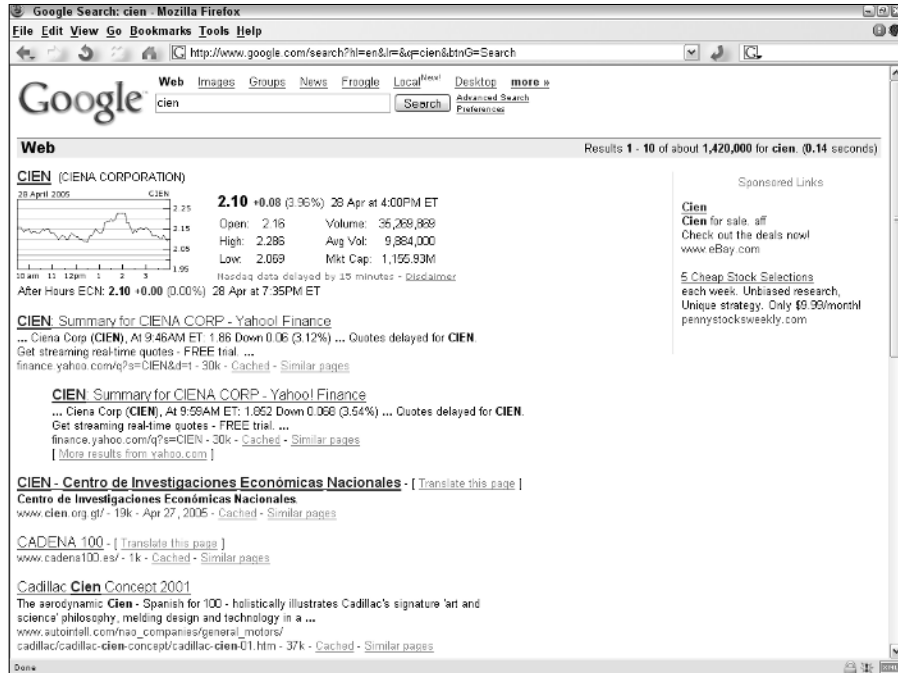 Google Search: cien - Mozilla Firefox
File Edit View Go Bookmarks Tools Help
http://www.google.com/search?hl=en&lr=&q=cien&btnG=Search
Google
Web Images Groups News Froogle Local New! Desktop more »
cien
Search
Advanced Search
Preferences
Web
Results 1 - 10 of about 1,420,000 for cien. (0.14 seconds)
CIEN (CIENA CORPORATION)
28 April 2005 CIEN
2.25
2.15
2.05
1.95
10 am 11 12pm 1 2 3
2.10 +0.08 (3.96%) 28 Apr at 4:00PM ET
Open: 2.16 Volume: 35,269,869
High: 2.286 Avg Vol: 9,884,000
Low: 2.069 Mkt Cap: 1,155.93M
Nasdaq data delayed by 15 minutes - Disclaimer
After Hours ECN: 2.10 +0.00 (0.00%) 28 Apr at 7:35PM ET
CIEN: Summary for CIENA CORP - Yahoo! Finance
... Ciena Corp (CIEN), At 9:46AM ET: 1.86 Down 0.06 (3.12%) ... Quotes delayed for CIEN.
Get streaming real-time quotes - FREE trial. ...
finance.yahoo.com/q?s=CIEN&d=t - 30k - Cached - Similar pages
CIEN: Summary for CIENA CORP - Yahoo! Finance
... Ciena Corp (CIEN), At 9:59AM ET: 1.852 Down 0.068 (3.54%) ... Quotes delayed for CIEN.
Get streaming real-time quotes - FREE trial. ...
finance.yahoo.com/q?s=CIEN - 30k - Cached - Similar pages
[ More results from yahoo.com ]
CIEN - Centro de Investigaciones Económicas Nacionales - [ Translate this page ]
Centro de Investigaciones Económicas Nacionales.
www.cien.org.gt/ - 19k - Apr 27, 2005 - Cached - Similar pages
CADENA 100 - [ Translate this page ]
www.cadena100.es/ - 1k - Cached - Similar pages
Cadillac Cien Concept 2001
The aerodynamic Cien - Spanish for 100 - holistically illustrates Cadillac's signature 'art and
science' philosophy, melding design and technology in a ...
www.autointell.com/nao_companies/general_motors/
cadillac/cadillac-cien-concept/cadillac-cien-01.htm - 37k - Cached - Similar pages
Sponsored Links
Cien
Cien for sale. aff
Check out the deals now!
www.eBay.com
5 Cheap Stock Selections
each week. Unbiased research,
Unique strategy. Only $9.99/month!
pennystocksweekly.com
Done